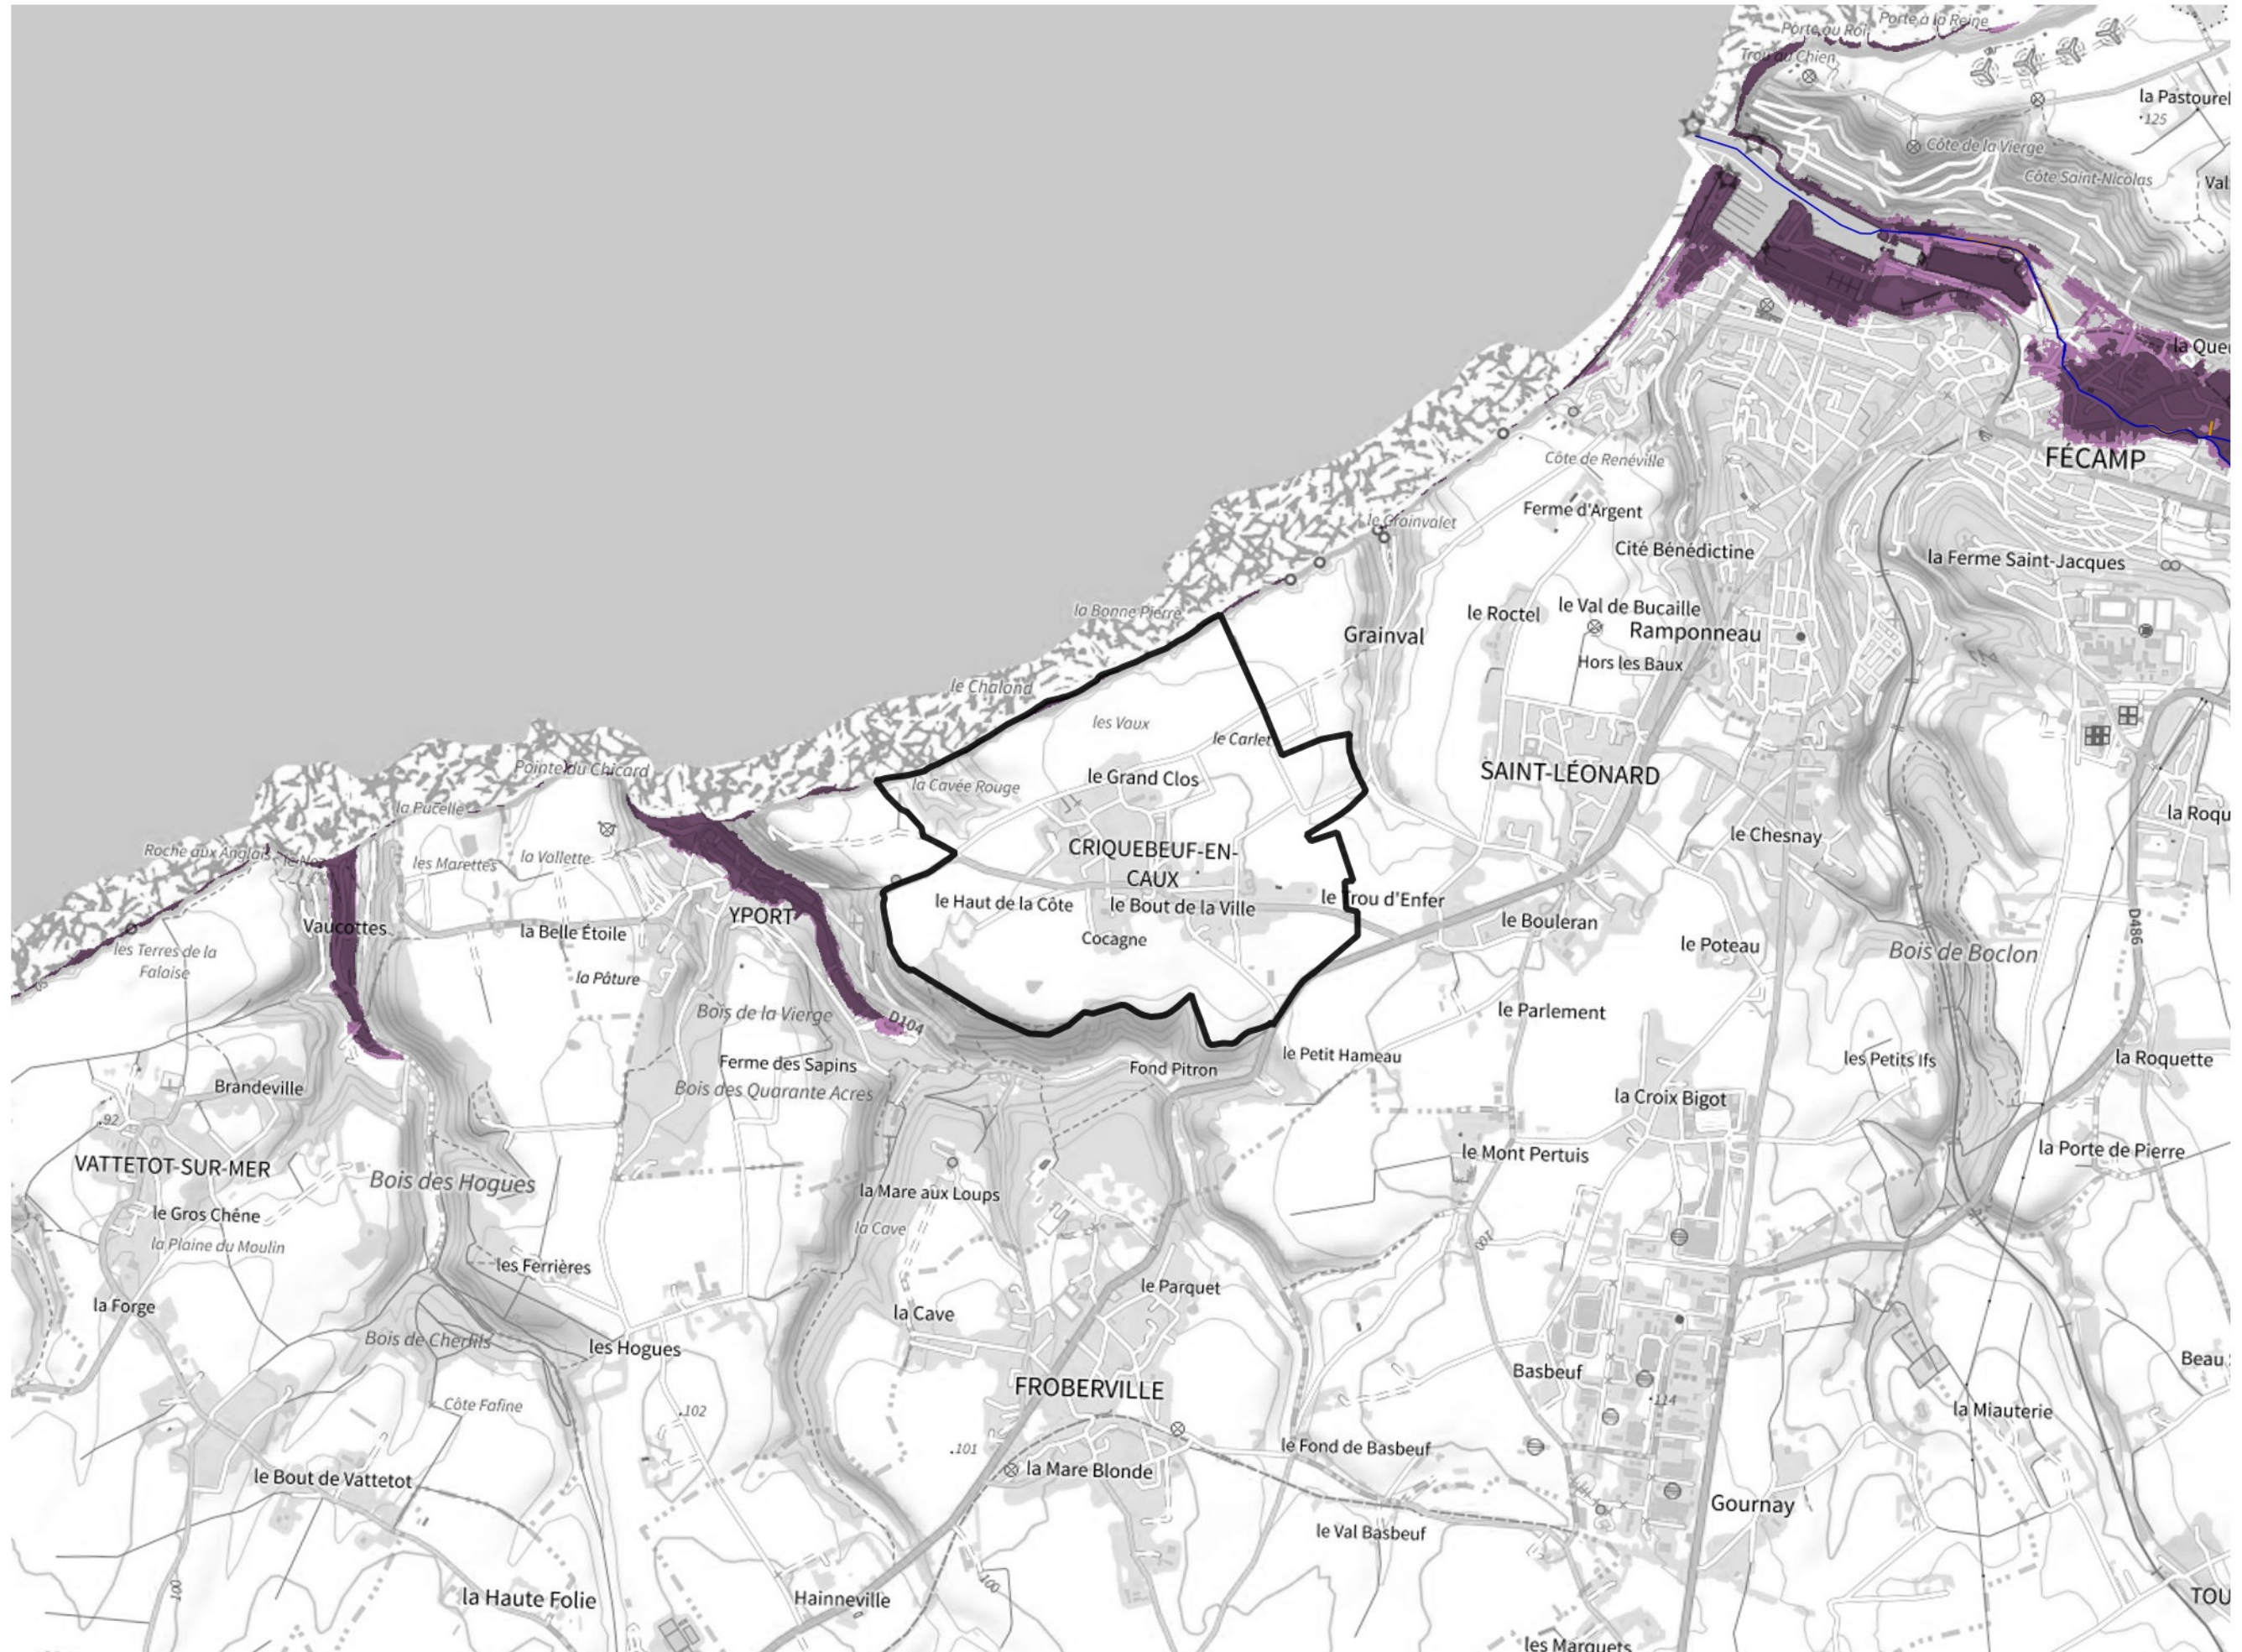 Porte à la Reine
Porte au Roi
Trou au Chien
la Pastourel
125
Côte de la Vierge
Côte Saint-Nicolas
Val
la Que
FÉCAMP
Côte de Renéville
Ferme d'Argent
le Grainvalet
Cité Bénédictine
la Ferme Saint-Jacques
la Bonne Pierre
le Roctel
le Val de Bucaille
Grainval
Ramponneau
Hors les Baux
le Chaland
les Vaux
le Carlet
Pointe du Chicard
la Cavée Rouge
le Grand Clos
SAINT-LÉONARD
la Pucelle
la Roqu
le Chesnay
Roche aux Anglais
le Nez
les Marettes
la Vallette
CRIQUEBEUF-EN-
CAUX
le Haut de la Côte
le Bout de la Ville
le Trou d'Enfer
YPORT
Vaucottes
la Belle Étoile
le Bouleran
D486
les Terres de la
Falaise
Cocagne
le Poteau
Bois de Boclon
la Pâture
Bois de la Vierge
D104
le Parlement
Ferme des Sapins
Fond Pitron
le Petit Hameau
les Petits Ifs
la Roquette
Brandeville
Bois des Quarante Acres
la Croix Bigot
92
VATTETOT-SUR-MER
Bois des Hogues
le Mont Pertuis
la Porte de Pierre
la Mare aux Loups
le Gros Chêne
la Cave
la Plaine du Moulin
100
les Ferrières
le Parquet
la Forge
la Cave
Bois de Cherfils
les Hogues
Beau
Basbeuf
FROBERVILLE
114
Côte Fafine
102
la Miauterie
101
le Fond de Basbeuf
la Mare Blonde
le Bout de Vattetot
Gournay
le Val Basbeuf
100
100
la Haute Folie
Hainneville
TOU
les Marquets